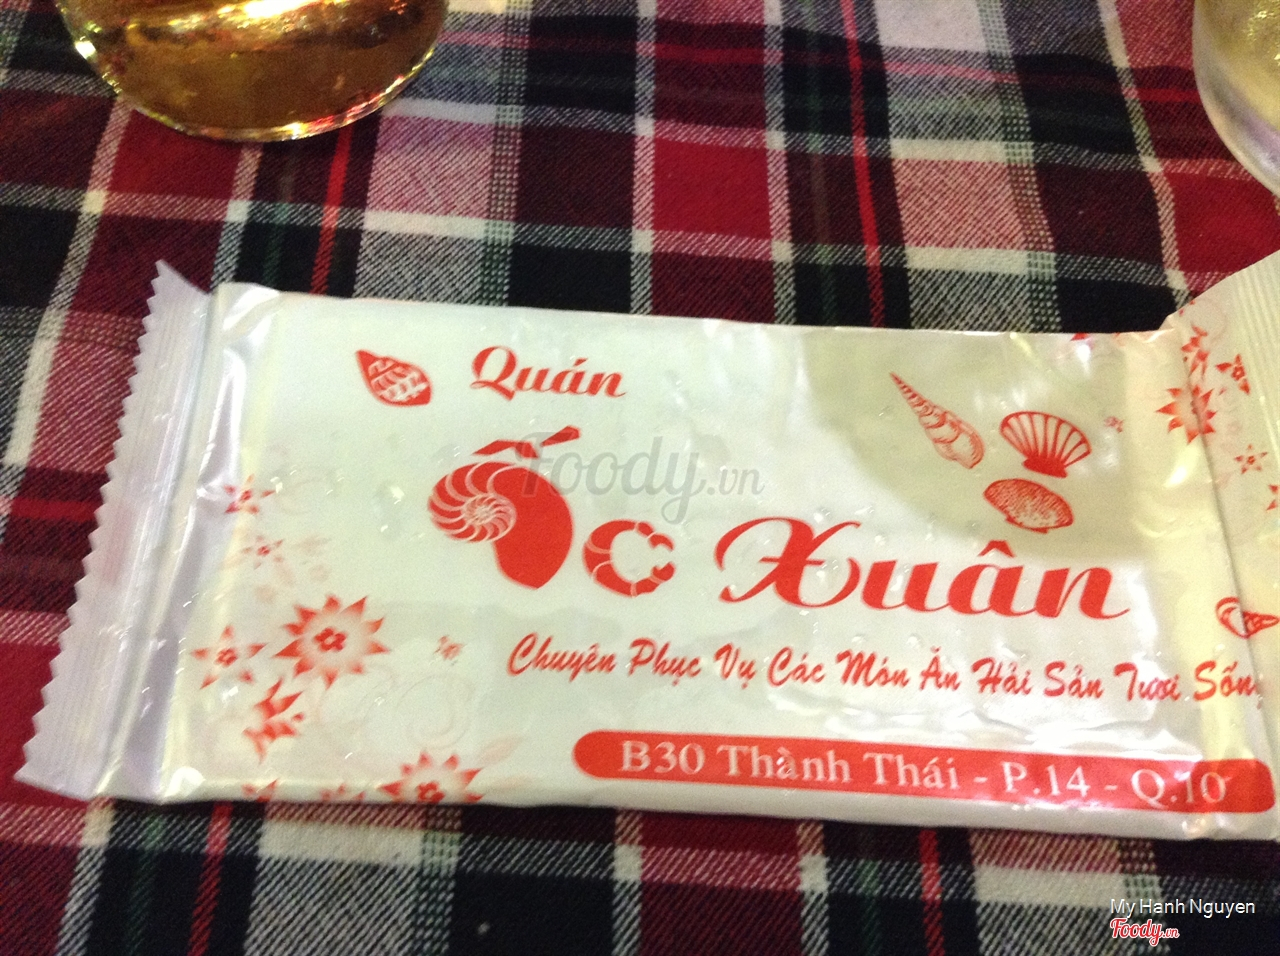 Quán
Ốc Xuân
Chuyên Phục Vụ Các Món Ăn Hải Sản Tươi Sống
B30 Thành Thái - P.14 - Q.10
Foody.vn
My Hanh Nguyen
Foody.vn